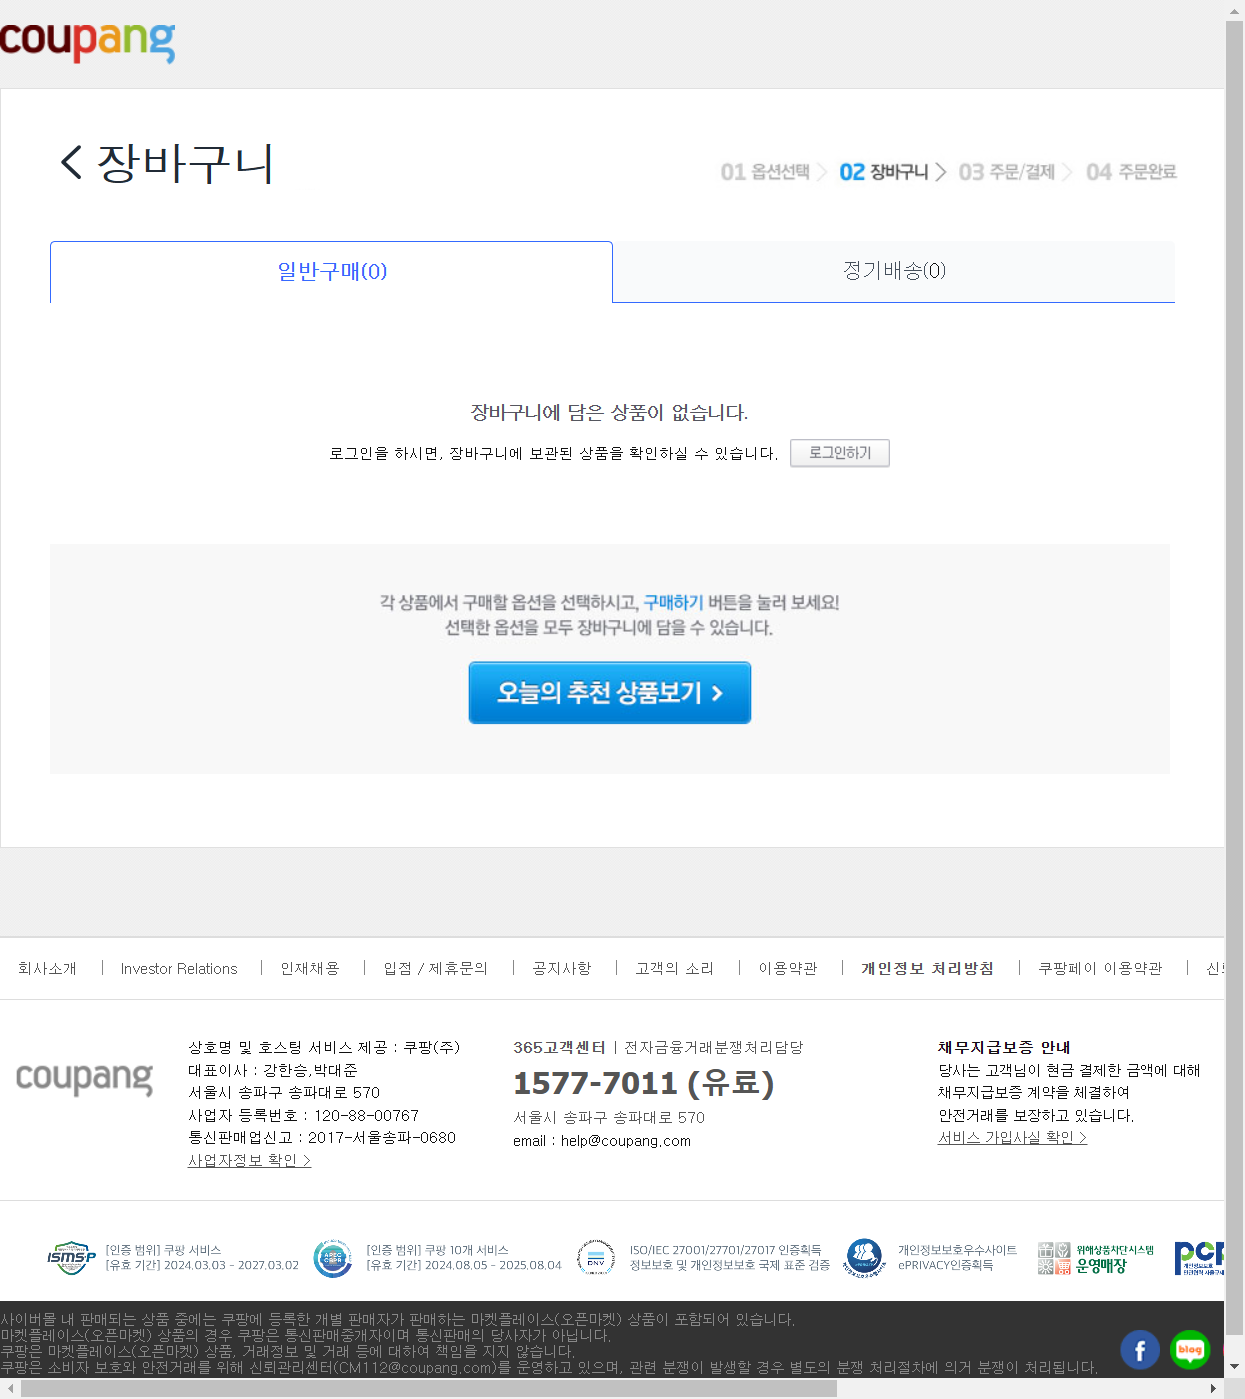 coupang
장바구니
01 옵션선택 02 장바구니 03 주문/결제 04 주문완료
일반구매(0)
정기배송(0)
장바구니에 담은 상품이 없습니다.
로그인을 하시면, 장바구니에 보관된 상품을 확인하실 수 있습니다. 로그인하기
각 상품에서 구매할 옵션을 선택하시고, 구매하기 버튼을 눌러 보세요!
선택한 옵션을 모두 장바구니에 담을 수 있습니다.
오늘의 추천 상품보기 >
회사소개 | Investor Relations | 인재채용 | 입점 / 제휴문의 | 공지사항 | 고객의 소리 | 이용약관 | 개인정보 처리방침 | 쿠팡페이 이용약관 |
coupang
상호명 및 호스팅 서비스 제공 : 쿠팡(주)
대표이사 : 강한승,박대준
서울시 송파구 송파대로 570
사업자 등록번호 : 120-88-00767
통신판매업신고 : 2017-서울송파-0680
사업자정보 확인 >
365고객센터 | 전자금융거래분쟁처리담당
1577-7011 (유료)
서울시 송파구 송파대로 570
email : help@coupang.com
채무지급보증 안내
당사는 고객님이 현금 결제한 금액에 대해
채무지급보증 계약을 체결하여
안전거래를 보장하고 있습니다.
서비스 가입사실 확인 >
ISMS-P
[인증 범위] 쿠팡 서비스
[유효 기간] 2024.03.03 - 2027.03.02
APEC CBPR
[인증 범위] 쿠팡 10개 서비스
[유효 기간] 2024.08.05 - 2025.08.04
DNV
ISO/IEC 27001/27701/27017 인증획득
정보보호 및 개인정보보호 국제 표준 검증
개인정보보호우수사이트
ePRIVACY인증획득
위해상품차단시스템
운영매장
사이버몰 내 판매되는 상품 중에는 쿠팡에 등록한 개별 판매자가 판매하는 마켓플레이스(오픈마켓) 상품이 포함되어 있습니다.
마켓플레이스(오픈마켓) 상품의 경우 쿠팡은 통신판매중개자이며 통신판매의 당사자가 아닙니다.
쿠팡은 마켓플레이스(오픈마켓) 상품, 거래정보 및 거래 등에 대하여 책임을 지지 않습니다.
쿠팡은 소비자 보호와 안전거래를 위해 신뢰관리센터(CM112@coupang.com)를 운영하고 있으며, 관련 분쟁이 발생할 경우 별도의 분쟁 처리절차에 의거 분쟁이 처리됩니다.
f
blog